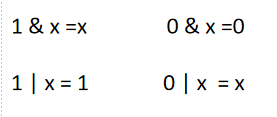 1 & x =x 0 & x =0
1 | x = 1 0 | x = x